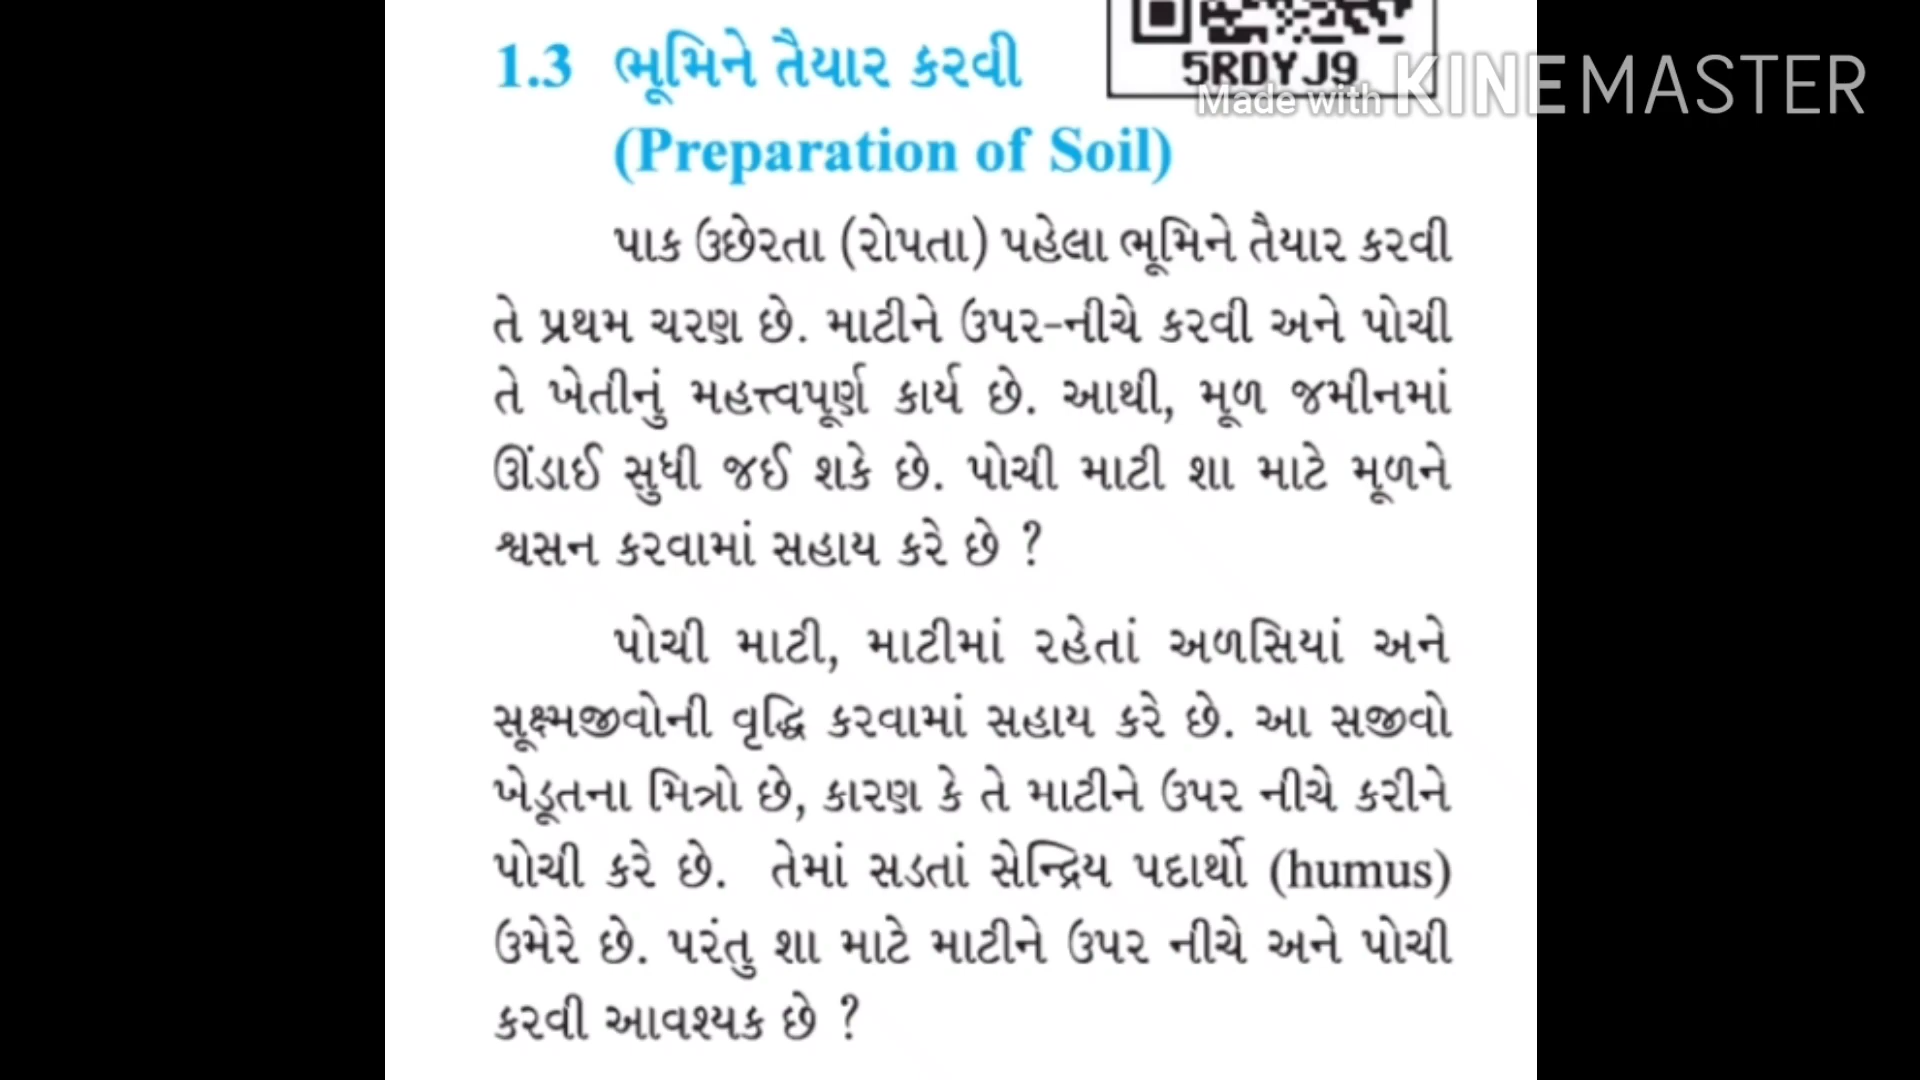 5RDYJ9
Made with KINEMASTER
1.3 ભૂમિને તૈયાર કરવી
(Preparation of Soil)
પાક ઉછેરતા (રોપતા) પહેલા ભૂમિને તૈયાર કરવી
તે પ્રથમ ચરણ છે. માટીને ઉપર-નીચે કરવી અને પોચી
તે ખેતીનું મહત્ત્વપૂર્ણ કાર્ય છે. આથી, મૂળ જમીનમાં
ઊંડાઈ સુધી જઈ શકે છે. પોચી માટી શા માટે મૂળને
શ્વસન કરવામાં સહાય કરે છે ?
પોચી માટી, માટીમાં રહેતાં અળસિયાં અને
સૂક્ષ્મજીવોની વૃદ્ધિ કરવામાં સહાય કરે છે. આ સજીવો
ખેડૂતના મિત્રો છે, કારણ કે તે માટીને ઉપર નીચે કરીને
પોચી કરે છે. તેમાં સડતાં સેન્દ્રિય પદાર્થો (humus)
ઉમેરે છે. પરંતુ શા માટે માટીને ઉપર નીચે અને પોચી
કરવી આવશ્યક છે ?